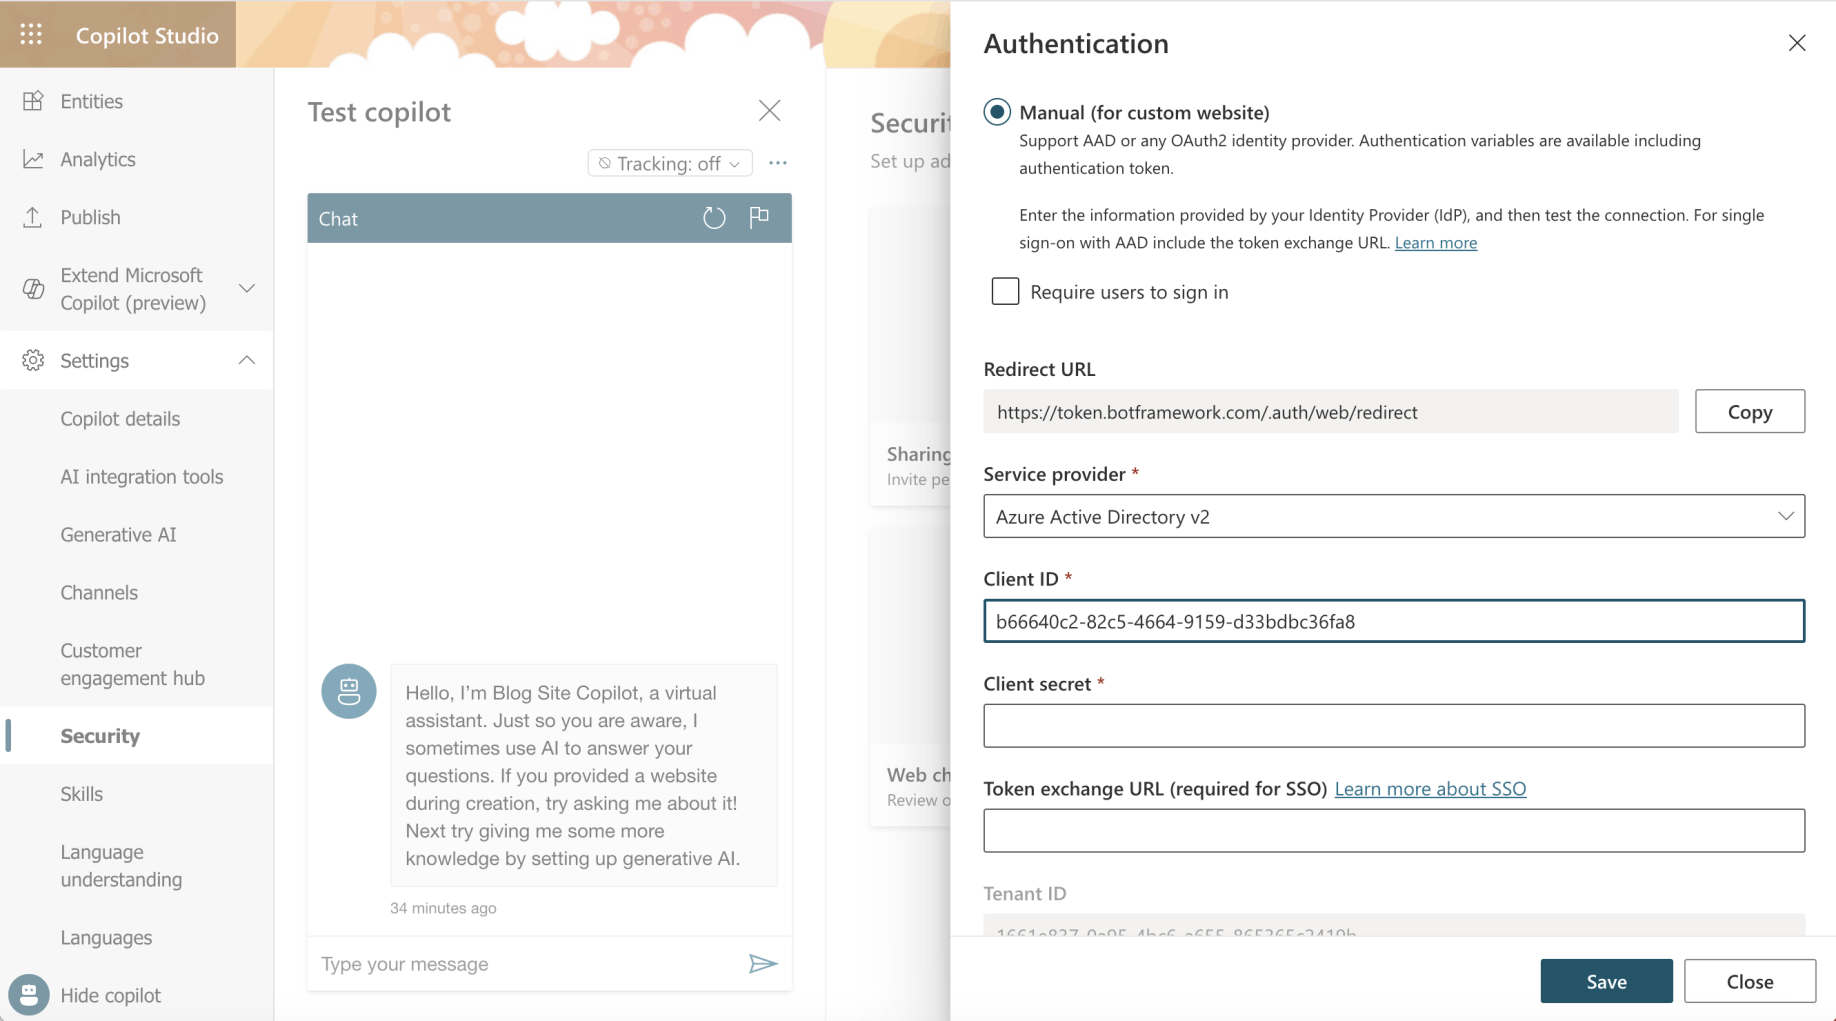 Copilot Studio
Entities
Analytics
Publish
Extend Microsoft
Copilot (preview)
Settings
Copilot details
AI integration tools
Generative AI
Channels
Customer
engagement hub
Security
Skills
Language
understanding
Languages
Hide copilot
Test copilot
Tracking: off
Chat
Hello, I'm Blog Site Copilot, a virtual
assistant. Just so you are aware, I
sometimes use AI to answer your
questions. If you provided a website
during creation, try asking me about it!
Next try giving me some more
knowledge by setting up generative AI.
34 minutes ago
Type your message
Securit
Set up ad
Sharing
Invite pe
Web ch
Review o
Authentication
Manual (for custom website)
Support AAD or any OAuth2 identity provider. Authentication variables are available including
authentication token.
Enter the information provided by your Identity Provider (IdP), and then test the connection. For single
sign-on with AAD include the token exchange URL. Learn more
Require users to sign in
Redirect URL
https://token.botframework.com/.auth/web/redirect
Copy
Service provider *
Azure Active Directory v2
Client ID *
b66640c2-82c5-4664-9159-d33bdbc36fa8
Client secret *
Token exchange URL (required for SSO) Learn more about SSO
Tenant ID
Save
Close